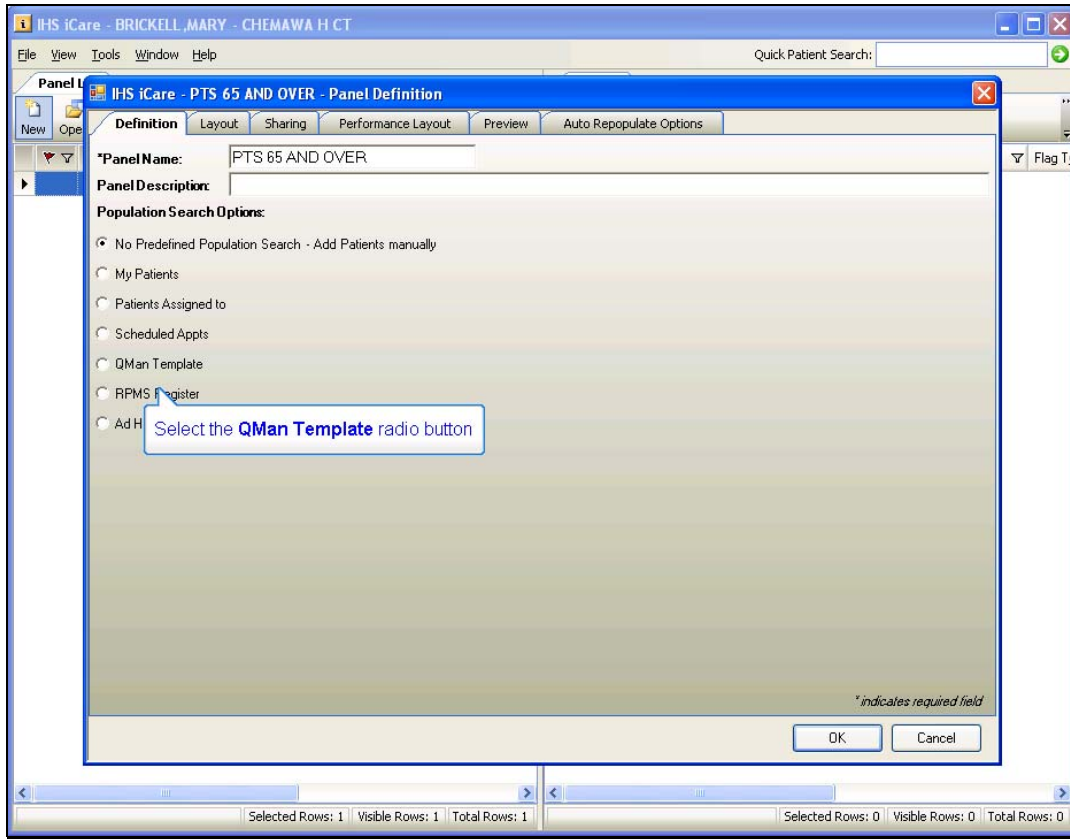 IHS iCare - BRICKELL,MARY - CHEMAWA H CT
File View Tools Window Help Quick Patient Search:
Panel L
IHS iCare - PTS 65 AND OVER - Panel Definition
New Ope
Definition Layout Sharing Performance Layout Preview Auto Repopulate Options
*Panel Name: PTS 65 AND OVER
Flag T
Panel Description:
Population Search Options:
No Predefined Population Search - Add Patients manually
My Patients
Patients Assigned to
Scheduled Appts
QMan Template
RPMS Register
Ad H
Select the QMan Template radio button
* indicates required field
OK Cancel
Selected Rows: 1 Visible Rows: 1 Total Rows: 1 Selected Rows: 0 Visible Rows: 0 Total Rows: 0